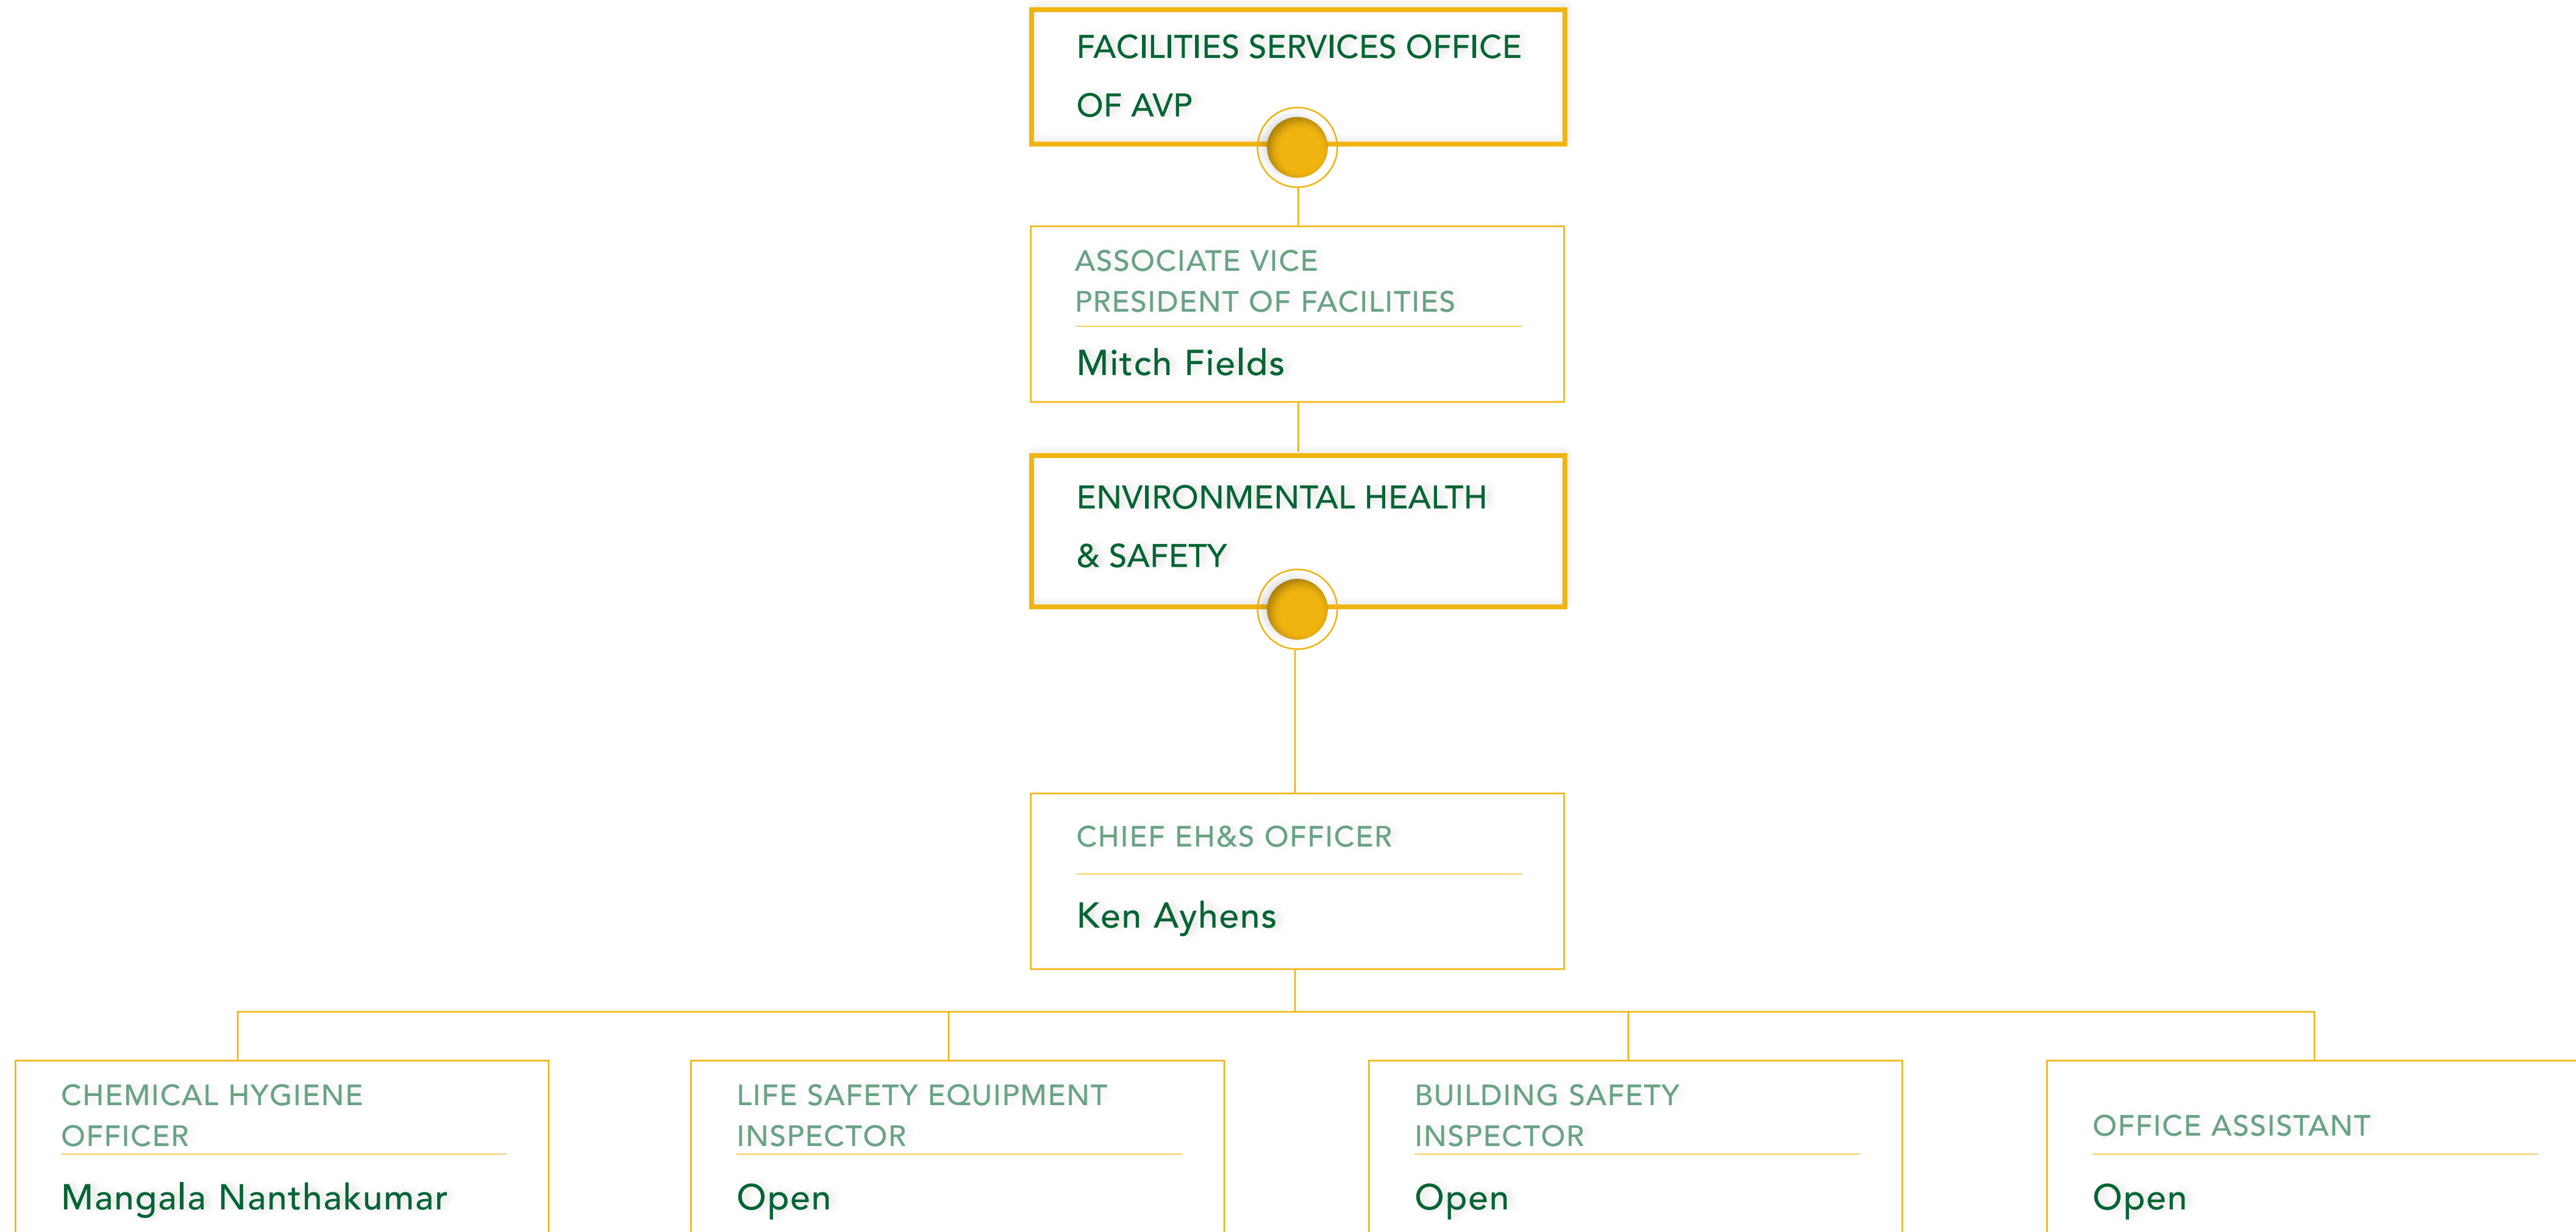 FACILITIES SERVICES OFFICE
OF AVP
ASSOCIATE VICE
PRESIDENT OF FACILITIES
Mitch Fields
ENVIRONMENTAL HEALTH
& SAFETY
CHIEF EH&S OFFICER
Ken Ayhens
CHEMICAL HYGIENE
OFFICER
Mangala Nanthakumar
LIFE SAFETY EQUIPMENT
INSPECTOR
Open
BUILDING SAFETY
INSPECTOR
Open
OFFICE ASSISTANT
Open